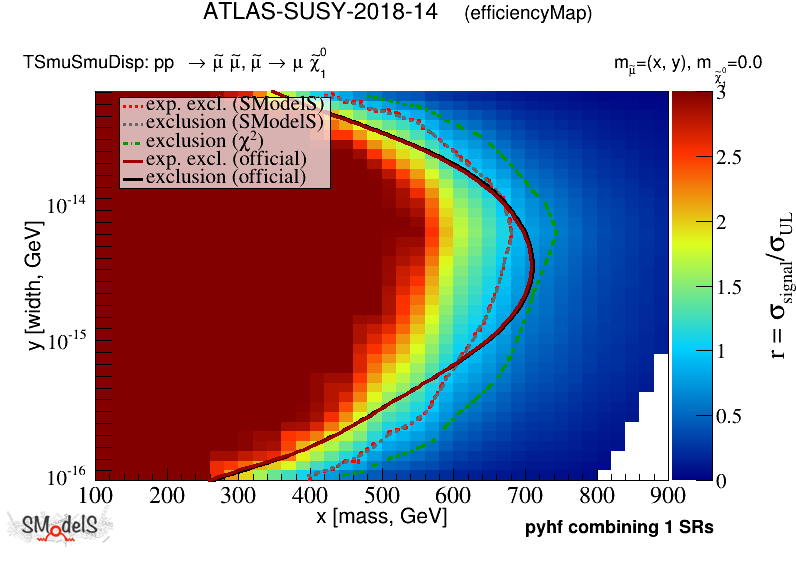 ATLAS-SUSY-2018-14 (efficiencyMap)
TSmuSmuDisp: pp → μ̃ μ̃, μ̃ → μ χ̃⁰₁ m_μ̃=(x, y), m_χ̃⁰₁=0.0
exp. excl. (SModelS)
exclusion (SModelS)
exclusion (χ²)
exp. excl. (official)
exclusion (official)
y [width, GeV]
10⁻¹⁴
10⁻¹⁵
10⁻¹⁶
100 200 300 400 500 600 700 800 900
x [mass, GeV]
3
2.5
2
1.5
1
0.5
0
r = σ_signal/σ_UL
SModelS
pyhf combining 1 SRs